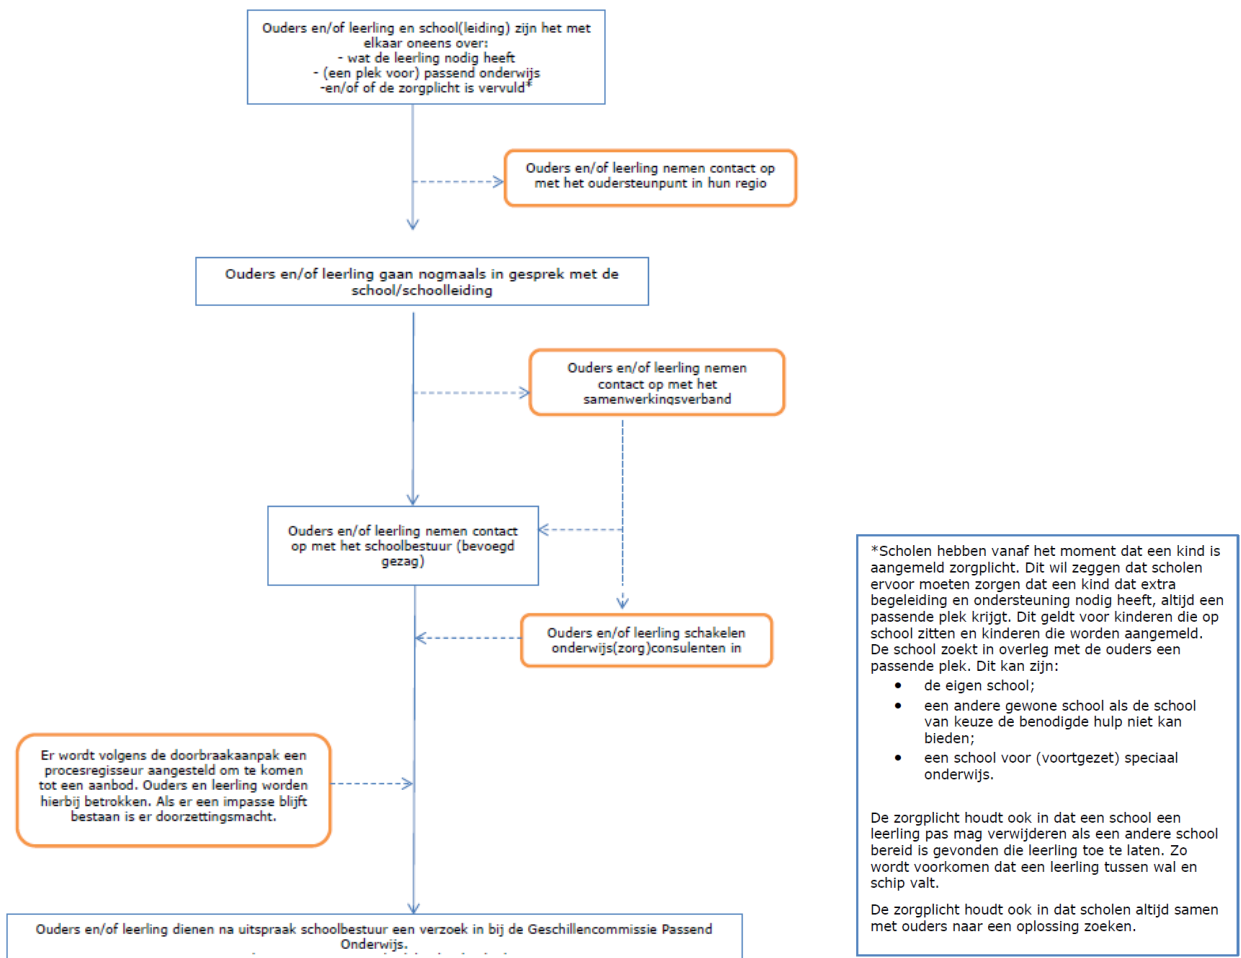 Ouders en/of leerling en school(leiding) zijn het met
elkaar oneens over:
- wat de leerling nodig heeft
- (een plek voor) passend onderwijs
-en/of of de zorgplicht is vervuld*
Ouders en/of leerling nemen contact op
met het oudersteunpunt in hun regio
Ouders en/of leerling gaan nogmaals in gesprek met de
school/schoolleiding
Ouders en/of leerling nemen
contact op met het
samenwerkingsverband
Ouders en/of leerling nemen contact
op met het schoolbestuur (bevoegd
gezag)
Ouders en/of leerling schakelen
onderwijs(zorg)consulenten in
Er wordt volgens de doorbraakaanpak een
procesregisseur aangesteld om te komen
tot een aanbod. Ouders en leerling worden
hierbij betrokken. Als er een impasse blijft
bestaan is er doorzettingsmacht.
Ouders en/of leerling dienen na uitspraak schoolbestuur een verzoek in bij de Geschillencommissie Passend
Onderwijs.
*Scholen hebben vanaf het moment dat een kind is
aangemeld zorgplicht. Dit wil zeggen dat scholen
ervoor moeten zorgen dat een kind dat extra
begeleiding en ondersteuning nodig heeft, altijd een
passende plek krijgt. Dit geldt voor kinderen die op
school zitten en kinderen die worden aangemeld.
De school zoekt in overleg met de ouders een
passende plek. Dit kan zijn:
• de eigen school;
• een andere gewone school als de school
van keuze de benodigde hulp niet kan
bieden;
• een school voor (voortgezet) speciaal
onderwijs.
De zorgplicht houdt ook in dat een school een
leerling pas mag verwijderen als een andere school
bereid is gevonden die leerling toe te laten. Zo
wordt voorkomen dat een leerling tussen wal en
schip valt.
De zorgplicht houdt ook in dat scholen altijd samen
met ouders naar een oplossing zoeken.